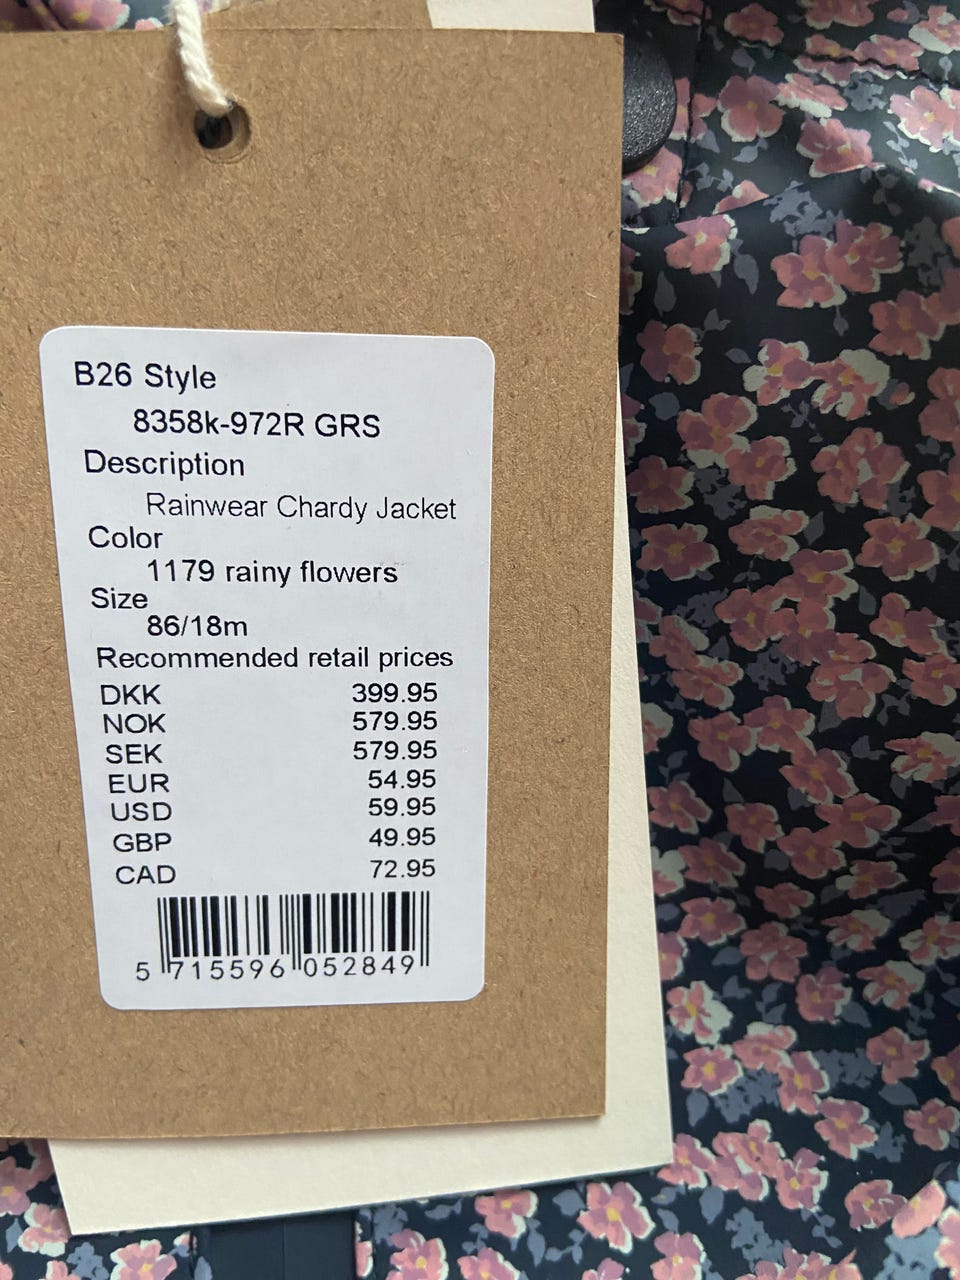 B26 Style
8358k-972R GRS
Description
Rainwear Chardy Jacket
Color
1179 rainy flowers
Size
86/18m
Recommended retail prices
DKK 399.95
NOK 579.95
SEK 579.95
EUR 54.95
USD 59.95
GBP 49.95
CAD 72.95
5 715596 052849